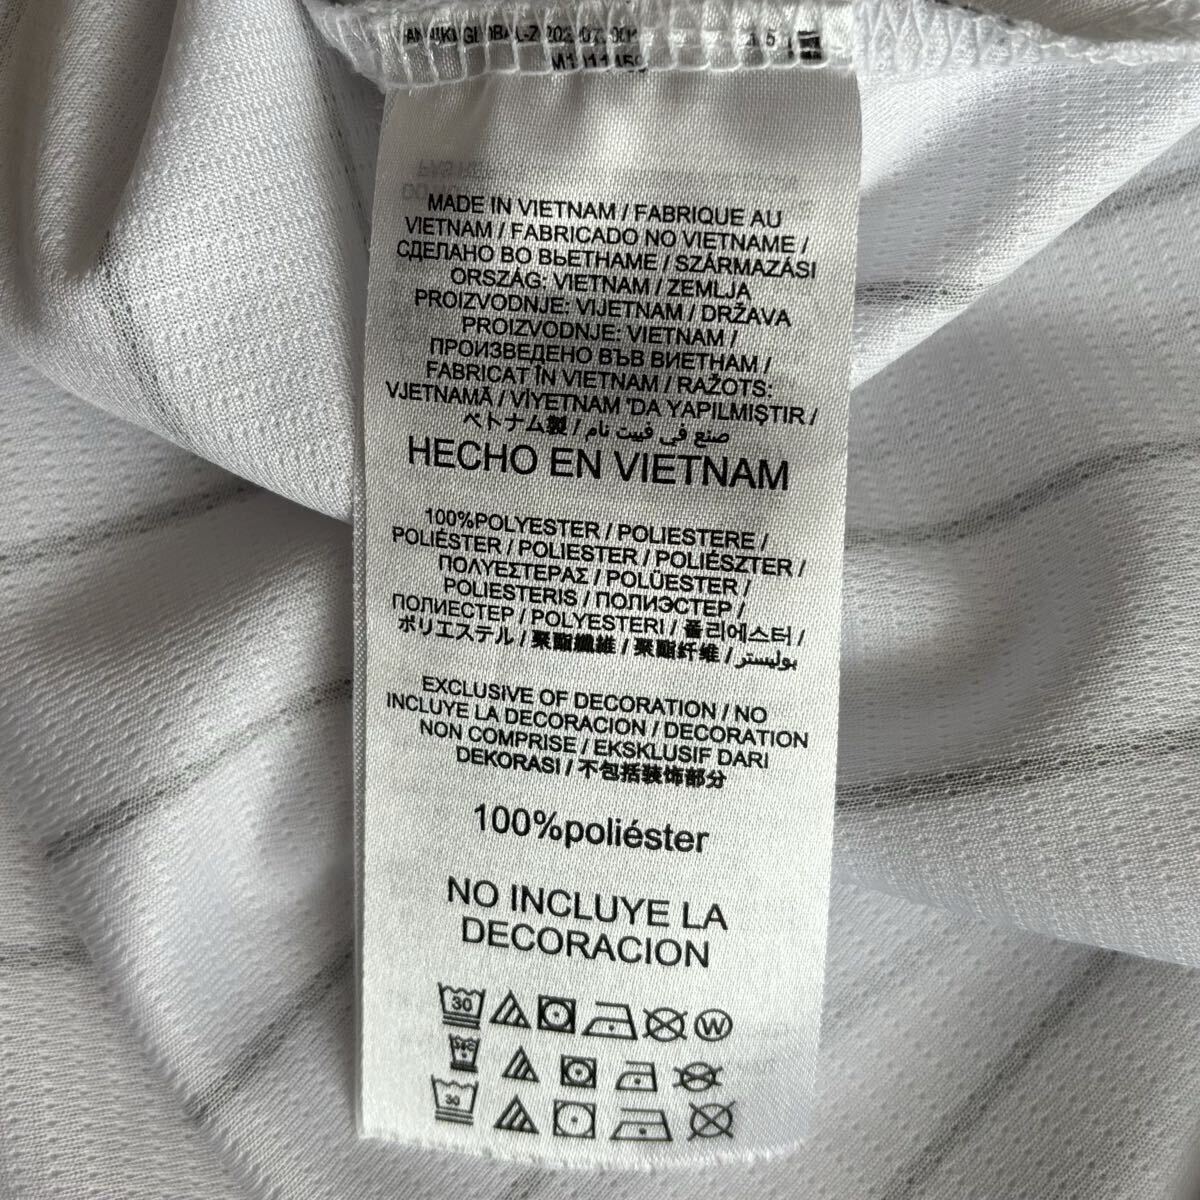 MADE IN VIETNAM / FABRIQUE AU
VIETNAM / FABRICADO NO VIETNAME /
СДЕЛАНО ВО ВЬЕТНАМЕ / SZÁRMAZÁSI
ORSZÁG: VIETNAM / ZEMLJA
PROIZVODNJE: VIJETNAM / DRŽAVA
PROIZVODNJE: VIETNAM /
ПРОИЗВЕДЕНО ВЪВ ВИЕТНАМ /
FABRICAT ÎN VIETNAM / RAŽOTS:
VJETNAMĀ / VİYETNAM 'DA YAPILMIŞTIR /
ベトナム製 / صنع في فييت نام
HECHO EN VIETNAM
100%POLYESTER / POLIESTERE /
POLIÉSTER / POLIESTER / POLIÉSZTER /
ΠΟΛΥΕΣΤΕΡΑΣ / POLÜESTER /
POLIESTERIS / ПОЛИЭСТЕР /
ПОЛИЕСТЕР / POLYESTERI / 폴리에스터 /
ポリエステル / 聚酯纖維 / 聚酯纤维 / بوليستر
EXCLUSIVE OF DECORATION / NO
INCLUYE LA DECORACION / DECORATION
NON COMPRISE / EKSKLUSIF DARI
DEKORASI / 不包括装饰部分
100%poliéster
NO INCLUYE LA
DECORACION
30 W
30